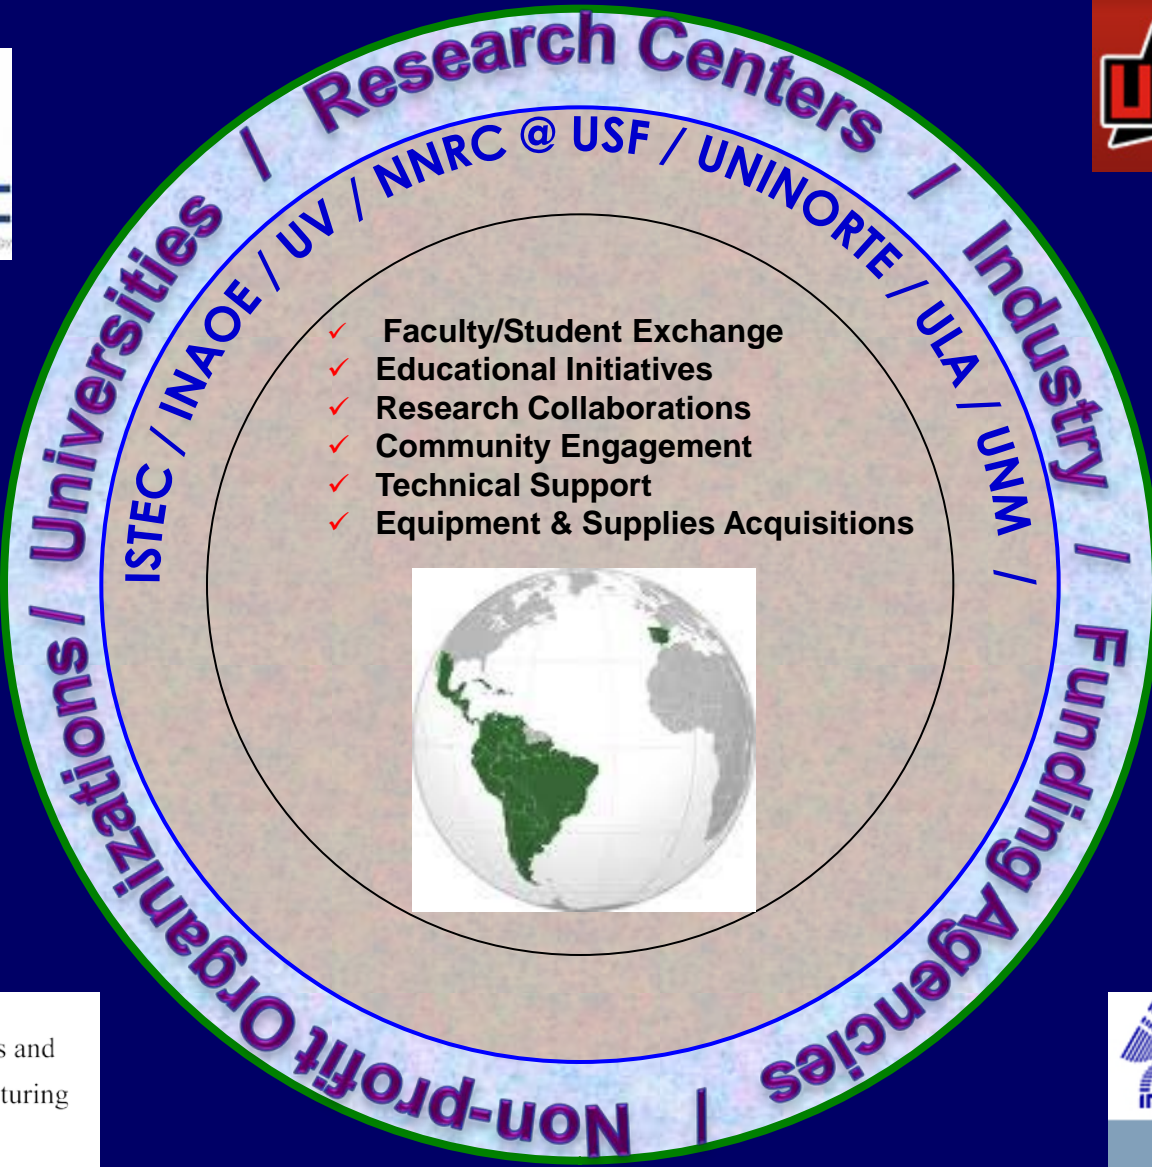 Universities / Research Centers / Industry / Funding Agencies / Non-profit Organizations /
ISTEC / INAOE / UV / NNRC @ USF / UNINORTE / ULA / UNM /
Faculty/Student Exchange
Educational Initiatives
Research Collaborations
Community Engagement
Technical Support
Equipment & Supplies Acquisitions
s and
turing